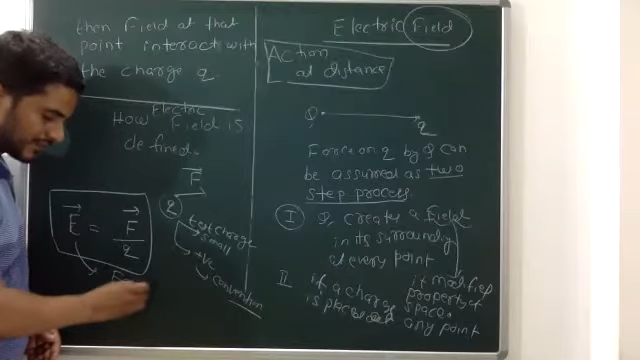 Electric Field
Action
at distance
Q q
Force on q by Q can
be assumed as two
step process.
I Q creates a Field
in its surrounding
at every point
it modified
property of
space
II if a charge
is placed at any point
then Field at that
point interact with
the charge q
How Electric Field is
defined.
E = F/q
F
q
test charge
small
+ve
convention